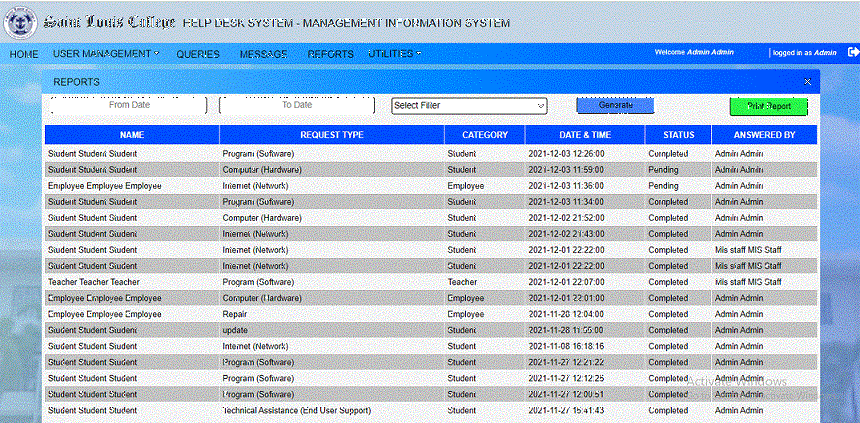 Saint Louis College HELP DESK SYSTEM - MANAGEMENT INFORMATION SYSTEM
HOME USER MANAGEMENT QUERIES MESSAGE REPORTS UTILITIES Welcome Admin Admin | logged in as Admin
REPORTS
From Date To Date Select Filler Generate Print Report
NAME REQUEST TYPE CATEGORY DATE & TIME STATUS ANSWERED BY
Student Student Student Program (Software) Student 2021-12-03 12:26:00 Completed Admin Admin
Student Student Student Computer (Hardware) Student 2021-12-03 11:59:00 Pending Admin Admin
Employee Employee Employee Internet (Network) Employee 2021-12-03 11:36:00 Pending Admin Admin
Student Student Student Program (Software) Student 2021-12-03 11:34:00 Completed Admin Admin
Student Student Student Computer (Hardware) Student 2021-12-02 21:52:00 Completed Admin Admin
Student Student Student Internet (Network) Student 2021-12-02 21:43:00 Completed Admin Admin
Student Student Student Internet (Network) Student 2021-12-01 22:22:00 Completed Mis staff MIS Staff
Student Student Student Internet (Network) Student 2021-12-01 22:22:00 Completed Mis staff MIS Staff
Teacher Teacher Teacher Program (Software) Teacher 2021-12-01 22:07:00 Completed Mis staff MIS Staff
Employee Employee Employee Computer (Hardware) Employee 2021-12-01 22:01:00 Completed Admin Admin
Employee Employee Employee Repair Employee 2021-11-28 12:04:00 Completed Admin Admin
Student Student Student update Student 2021-11-28 11:55:00 Completed Admin Admin
Student Student Student Internet (Network) Student 2021-11-08 16:18:16 Completed Admin Admin
Student Student Student Program (Software) Student 2021-11-27 12:21:22 Completed Admin Admin
Student Student Student Program (Software) Student 2021-11-27 12:12:25 Completed Admin Admin
Student Student Student Program (Software) Student 2021-11-27 12:00:51 Completed Admin Admin
Student Student Student Technical Assistance (End User Support) Student 2021-11-27 15:41:43 Completed Admin Admin
Activate Windows